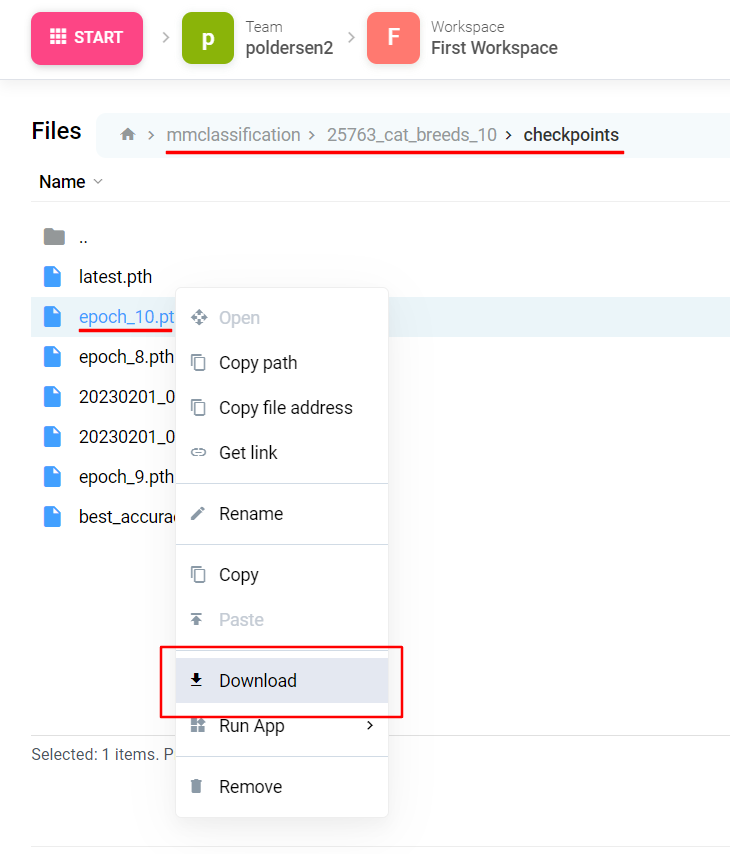 START
p
Team
poldersen2
F
Workspace
First Workspace
Files
mmclassification > 25763_cat_breeds_10 > checkpoints
Name
..
latest.pth
epoch_10.pt
Open
epoch_8.pth
Copy path
20230201_0
Copy file address
20230201_0
Get link
epoch_9.pth
best_accura
Rename
Copy
Paste
Download
Run App
Selected: 1 items. P
Remove